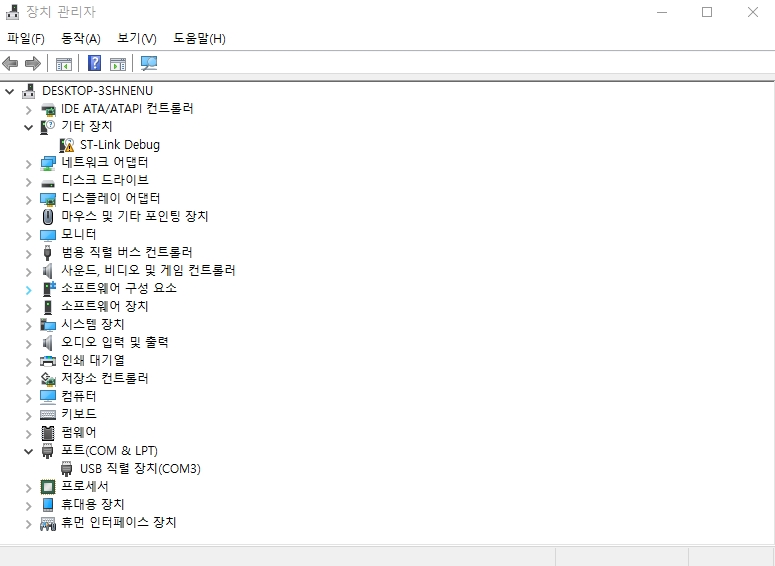 장치 관리자
파일(F) 동작(A) 보기(V) 도움말(H)
DESKTOP-3SHNENU
IDE ATA/ATAPI 컨트롤러
기타 장치
ST-Link Debug
네트워크 어댑터
디스크 드라이브
디스플레이 어댑터
마우스 및 기타 포인팅 장치
모니터
범용 직렬 버스 컨트롤러
사운드, 비디오 및 게임 컨트롤러
소프트웨어 구성 요소
소프트웨어 장치
시스템 장치
오디오 입력 및 출력
인쇄 대기열
저장소 컨트롤러
컴퓨터
키보드
펌웨어
포트(COM & LPT)
USB 직렬 장치(COM3)
프로세서
휴대용 장치
휴먼 인터페이스 장치